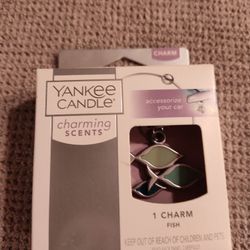 CHARM
YANKEE
CANDLE
charming
SCENTS
accessorize
your car
1 CHARM
FISH
KEEP OUT OF REACH OF CHILDREN AND PETS.